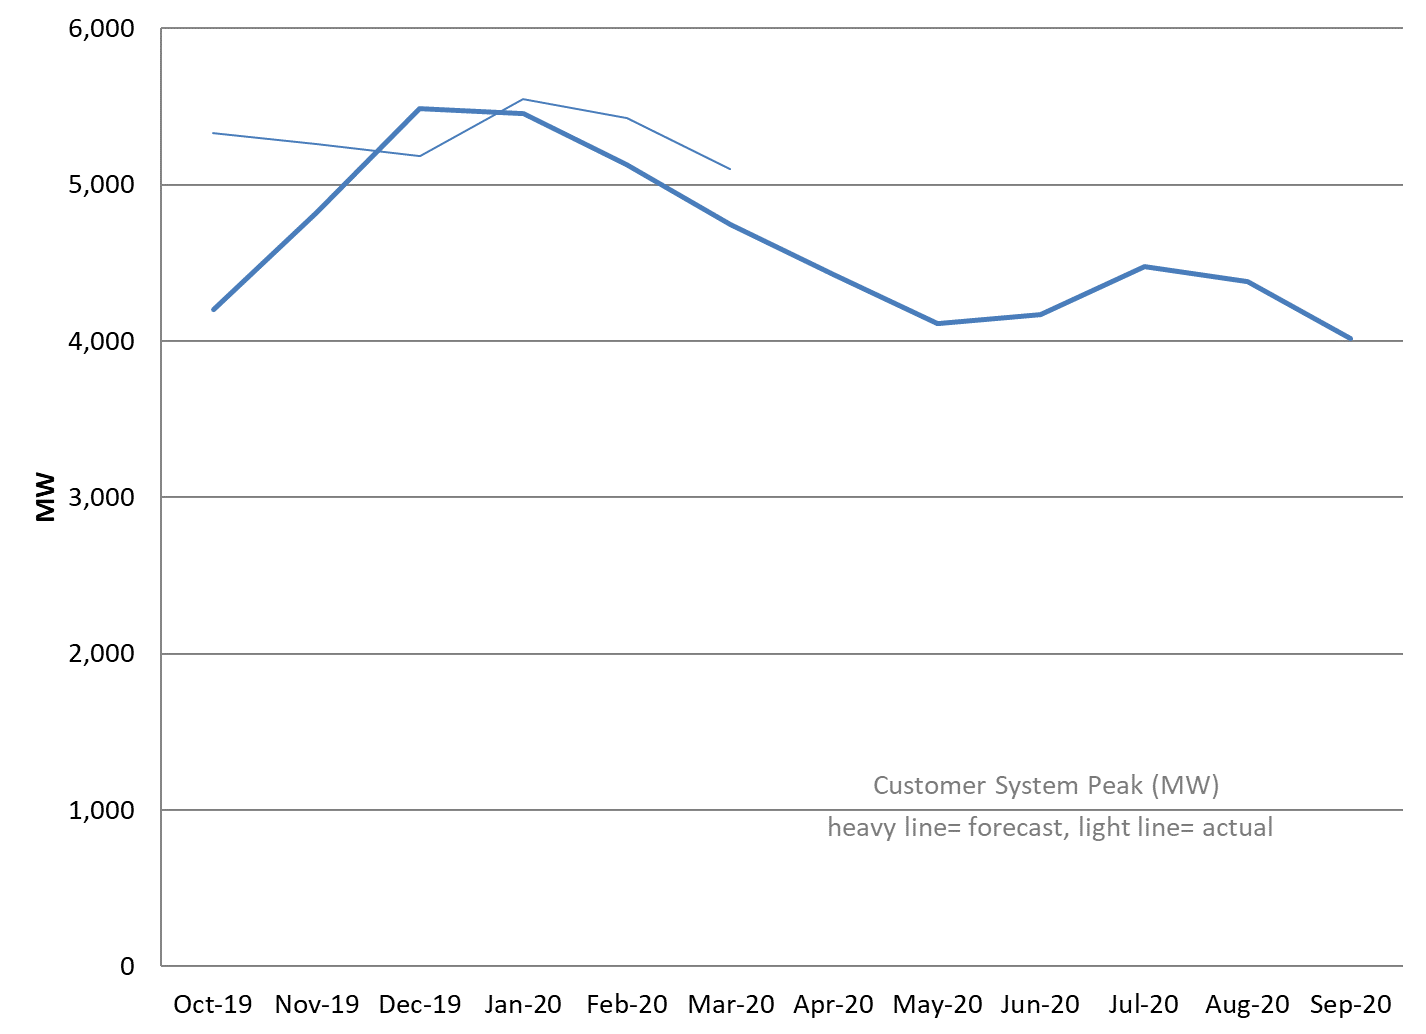 6,000
5,000
4,000
3,000
2,000
1,000
0
MW
Customer System Peak (MW)
heavy line= forecast, light line= actual
Oct-19 Nov-19 Dec-19 Jan-20 Feb-20 Mar-20 Apr-20 May-20 Jun-20 Jul-20 Aug-20 Sep-20